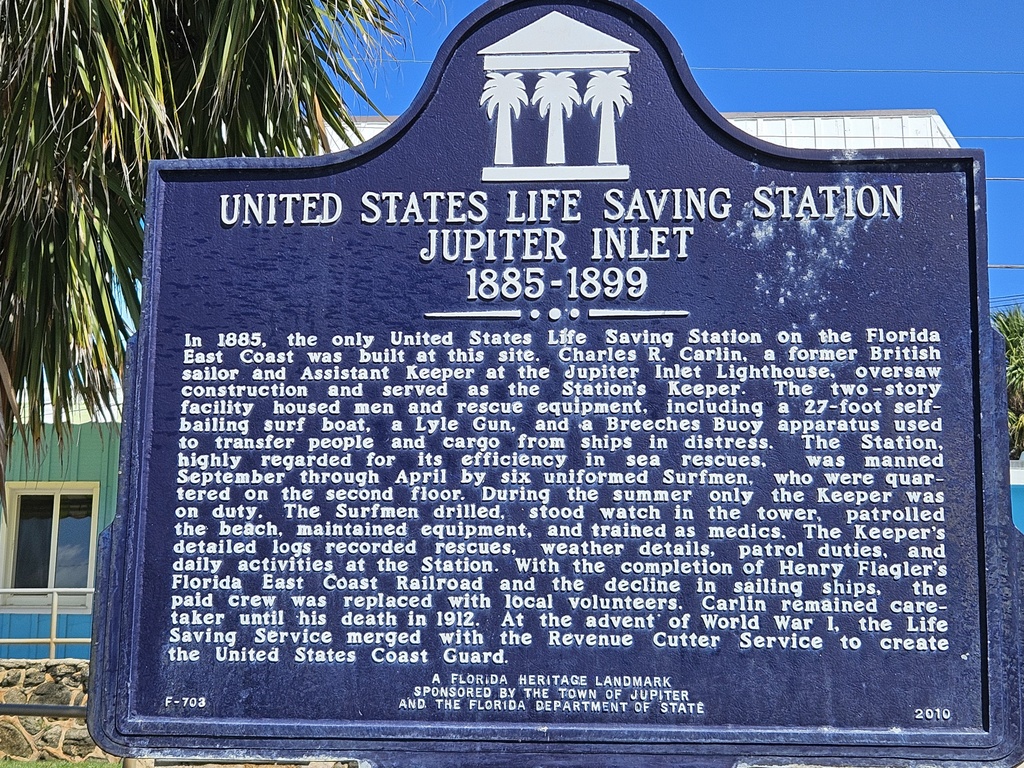 UNITED STATES LIFE SAVING STATION
JUPITER INLET
1885-1899
In 1885, the only United States Life Saving Station on the Florida
East Coast was built at this site. Charles R. Carlin, a former British
sailor and Assistant Keeper at the Jupiter Inlet Lighthouse, oversaw
construction and served as the Station's Keeper. The two-story
facility housed men and rescue equipment, including a 27-foot self-
bailing surf boat, a Lyle Gun, and a Breeches Buoy apparatus used
to transfer people and cargo from ships in distress. The Station,
highly regarded for its efficiency in sea rescues, was manned
September through April by six uniformed Surfmen, who were quar-
tered on the second floor. During the summer only the Keeper was
on duty. The Surfmen drilled, stood watch in the tower, patrolled
the beach, maintained equipment, and trained as medics. The Keeper's
detailed logs recorded rescues, weather details, patrol duties, and
daily activities at the Station. With the completion of Henry Flagler's
Florida East Coast Railroad and the decline in sailing ships, the
paid crew was replaced with local volunteers. Carlin remained care-
taker until his death in 1912. At the advent of World War I, the Life
Saving Service merged with the Revenue Cutter Service to create
the United States Coast Guard.
A FLORIDA HERITAGE LANDMARK
SPONSORED BY THE TOWN OF JUPITER
AND THE FLORIDA DEPARTMENT OF STATE
F-703
2010